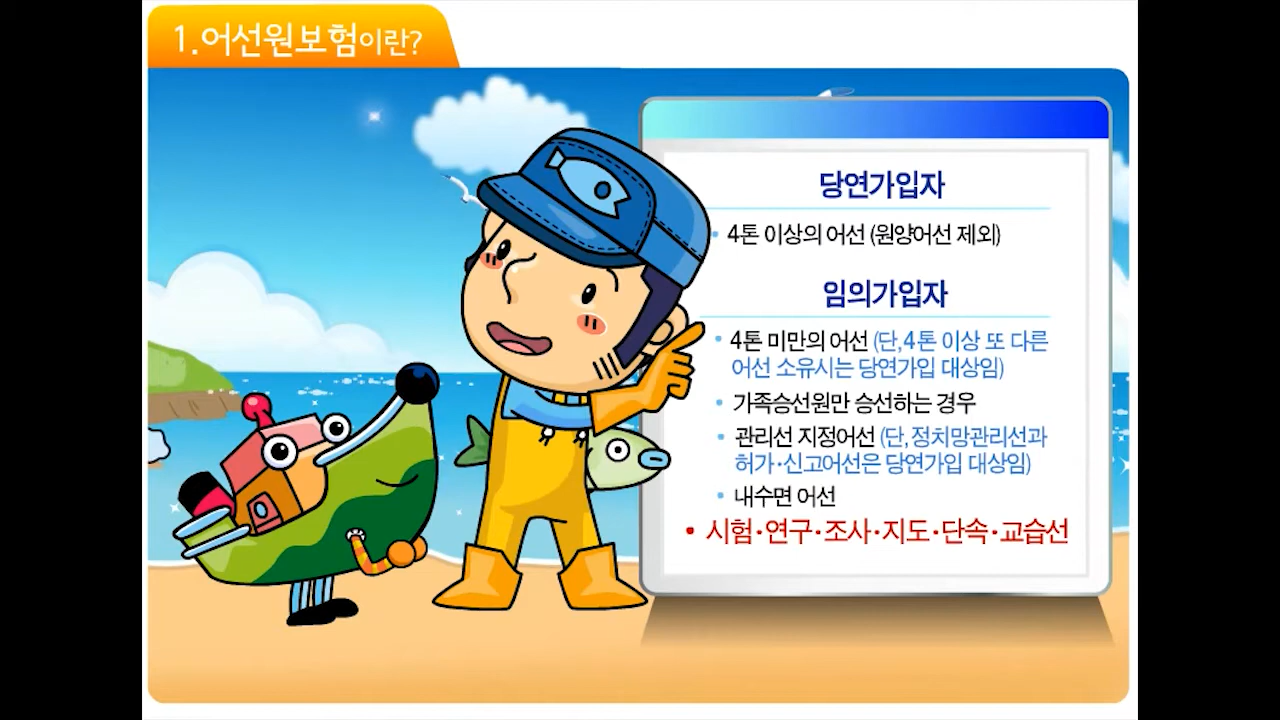 1.어선원보험이란?
당연가입자
• 4톤 이상의 어선 (원양어선 제외)
임의가입자
• 4톤 미만의 어선 (단,4톤 이상 또 다른
어선 소유시는 당연가입 대상임)
• 가족승선원만 승선하는 경우
• 관리선 지정어선 (단,정치망관리선과
허가·신고어선은 당연가입 대상임)
• 내수면 어선
• 시험·연구·조사·지도·단속·교습선